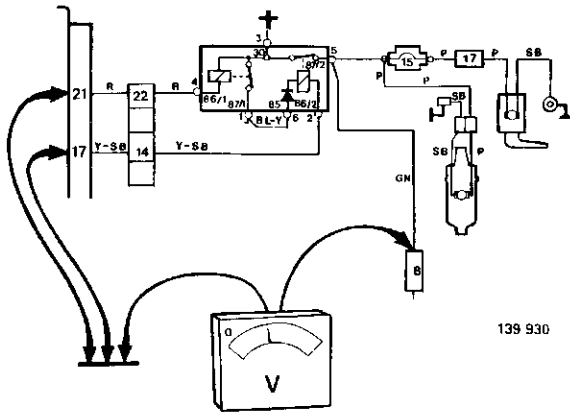 +
3
30
5
87/2
4
86/1
87/1
85
86/2
1
BL-Y
6
2
21
R
22
R
17
Y-SB
14
Y-SB
P
15
P
17
P
SB
P
P
SB
SB
P
GN
8
V
139 930